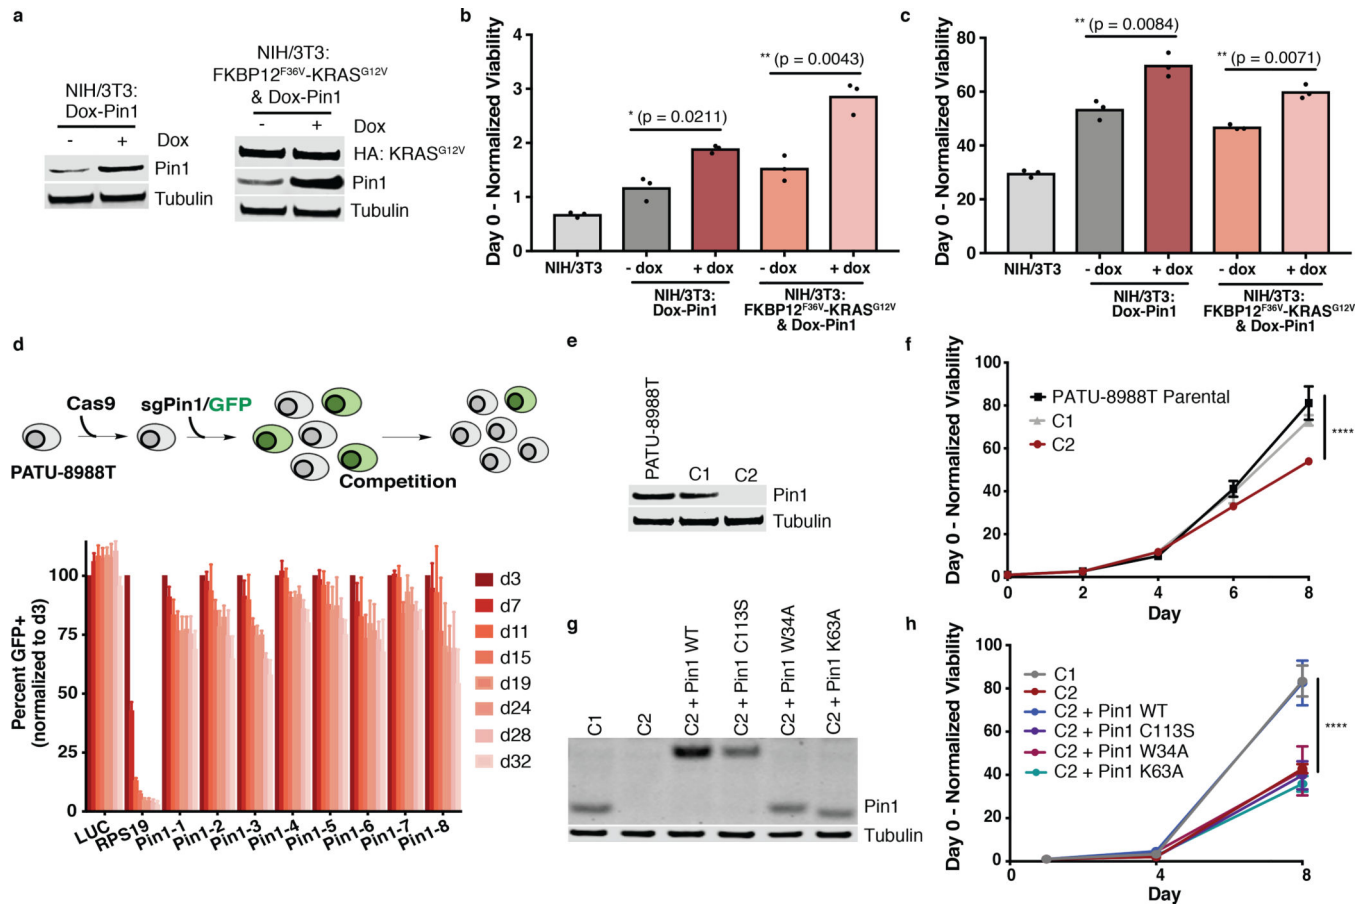 a
NIH/3T3:
Dox-Pin1
- + Dox
Pin1
Tubulin
NIH/3T3:
FKBP12F36V-KRASG12V
& Dox-Pin1
- + Dox
HA: KRASG12V
Pin1
Tubulin
b
Day 0 - Normalized Viability
4
3
2
1
0
* (p = 0.0211)
** (p = 0.0043)
NIH/3T3
- dox
+ dox
- dox
+ dox
NIH/3T3:
Dox-Pin1
NIH/3T3:
FKBP12F36V-KRASG12V
& Dox-Pin1
c
Day 0 - Normalized Viability
80
60
40
20
0
** (p = 0.0084)
** (p = 0.0071)
NIH/3T3
- dox
+ dox
- dox
+ dox
NIH/3T3:
Dox-Pin1
NIH/3T3:
FKBP12F36V-KRASG12V
& Dox-Pin1
d
Cas9
sgPin1/GFP
PATU-8988T
Competition
Percent GFP+
(normalized to d3)
100
75
50
25
0
LUC
RPS19
Pin1-1
Pin1-2
Pin1-3
Pin1-4
Pin1-5
Pin1-6
Pin1-7
Pin1-8
d3
d7
d11
d15
d19
d24
d28
d32
e
PATU-8988T
C1
C2
Pin1
Tubulin
f
Day 0 - Normalized Viability
100
80
60
40
20
0
PATU-8988T Parental
C1
C2
****
0 2 4 6 8
Day
g
C1
C2
C2 + Pin1 WT
C2 + Pin1 C113S
C2 + Pin1 W34A
C2 + Pin1 K63A
Pin1
Tubulin
h
Day 0 - Normalized Viability
100
80
60
40
20
0
C1
C2
C2 + Pin1 WT
C2 + Pin1 C113S
C2 + Pin1 W34A
C2 + Pin1 K63A
****
0 4 8
Day